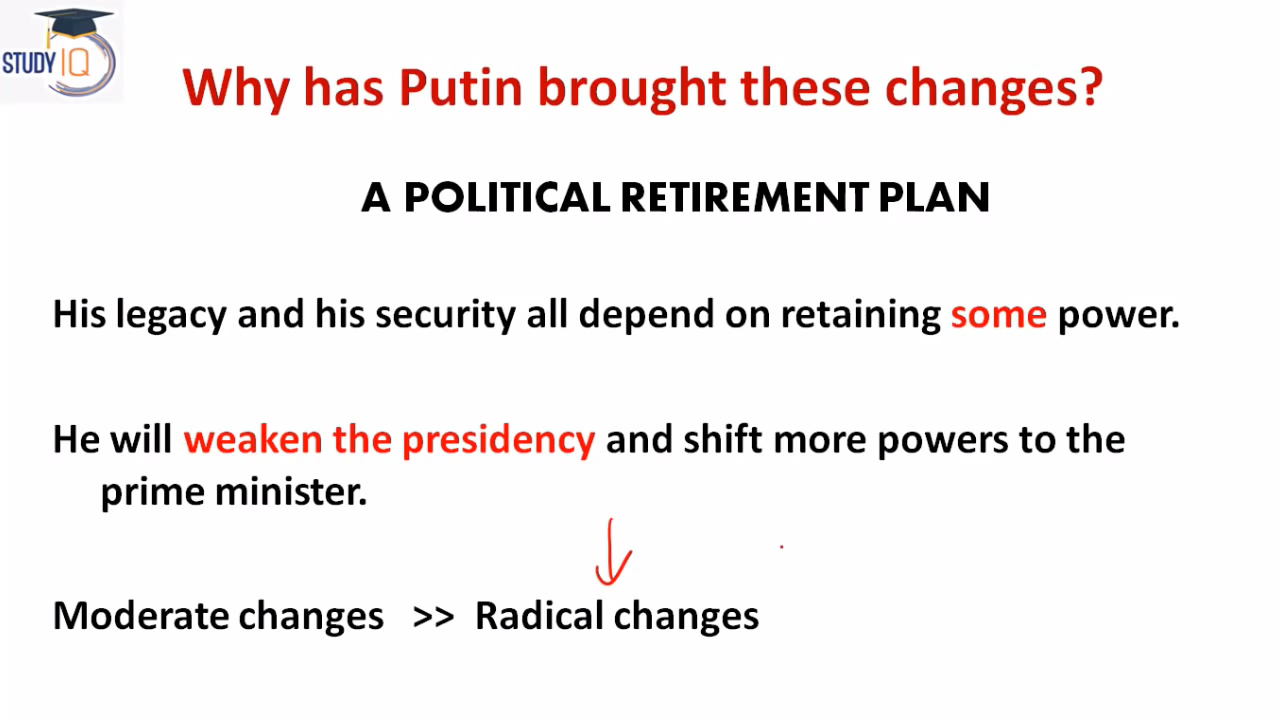 STUDY IQ
Why has Putin brought these changes?
A POLITICAL RETIREMENT PLAN
His legacy and his security all depend on retaining some power.
He will weaken the presidency and shift more powers to the
prime minister.
Moderate changes >> Radical changes